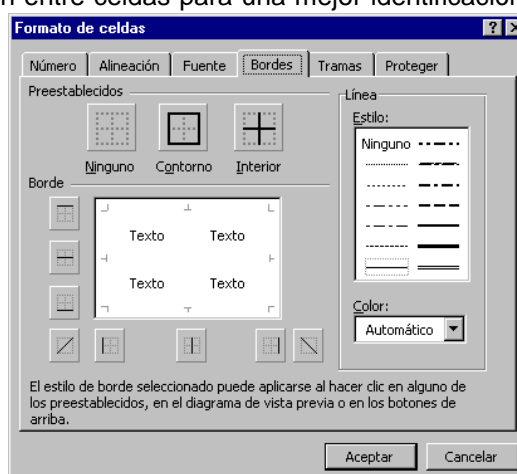 n entre celdas para una mejor identificación
Formato de celdas
Número Alineación Fuente Bordes Tramas Proteger
Preestablecidos
Ninguno Contorno Interior
Borde
Texto Texto
Texto Texto
Línea
Estilo:
Ninguno
Color:
Automático
El estilo de borde seleccionado puede aplicarse al hacer clic en alguno de
los preestablecidos, en el diagrama de vista previa o en los botones de
arriba.
Aceptar Cancelar